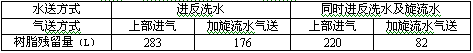 水送方式 进反洗水 同时进反洗水及旋流水
气送方式 上部进气 加旋流水气送 上部进气 加旋流水气送
树脂残留量（L） 283 176 220 82